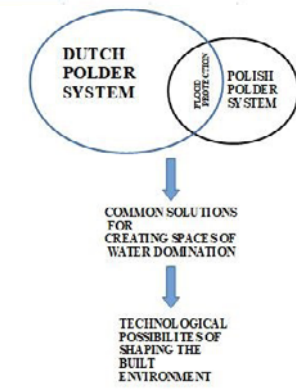 DUTCH
POLDER
SYSTEM
FLOOD
PROTECTION
POLISH
POLDER
SYSTEM
COMMON SOLUTIONS
FOR
CREATING SPACES OF
WATER DOMINATION
TECHNOLOGICAL
POSSIBILITES OF
SHAPING THE
BUILT
ENVIRONMENT